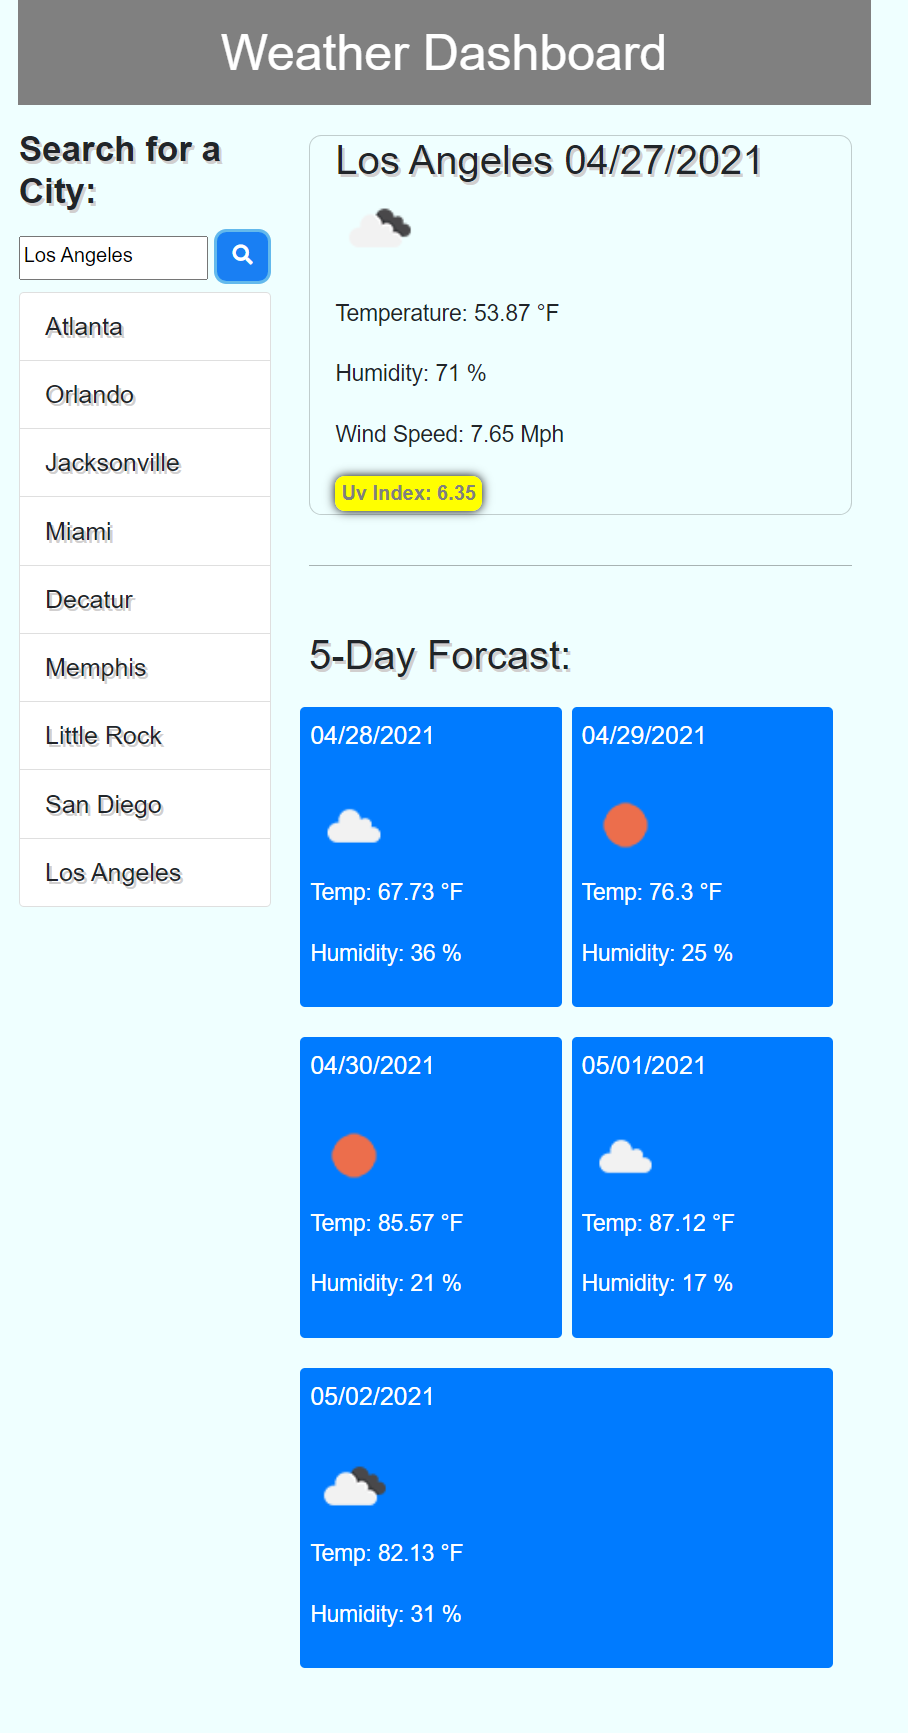 Weather Dashboard
Search for a
City:
Los Angeles
Atlanta
Orlando
Jacksonville
Miami
Decatur
Memphis
Little Rock
San Diego
Los Angeles
Los Angeles 04/27/2021
Temperature: 53.87 °F
Humidity: 71 %
Wind Speed: 7.65 Mph
Uv Index: 6.35
5-Day Forcast:
04/28/2021
Temp: 67.73 °F
Humidity: 36 %
04/29/2021
Temp: 76.3 °F
Humidity: 25 %
04/30/2021
Temp: 85.57 °F
Humidity: 21 %
05/01/2021
Temp: 87.12 °F
Humidity: 17 %
05/02/2021
Temp: 82.13 °F
Humidity: 31 %